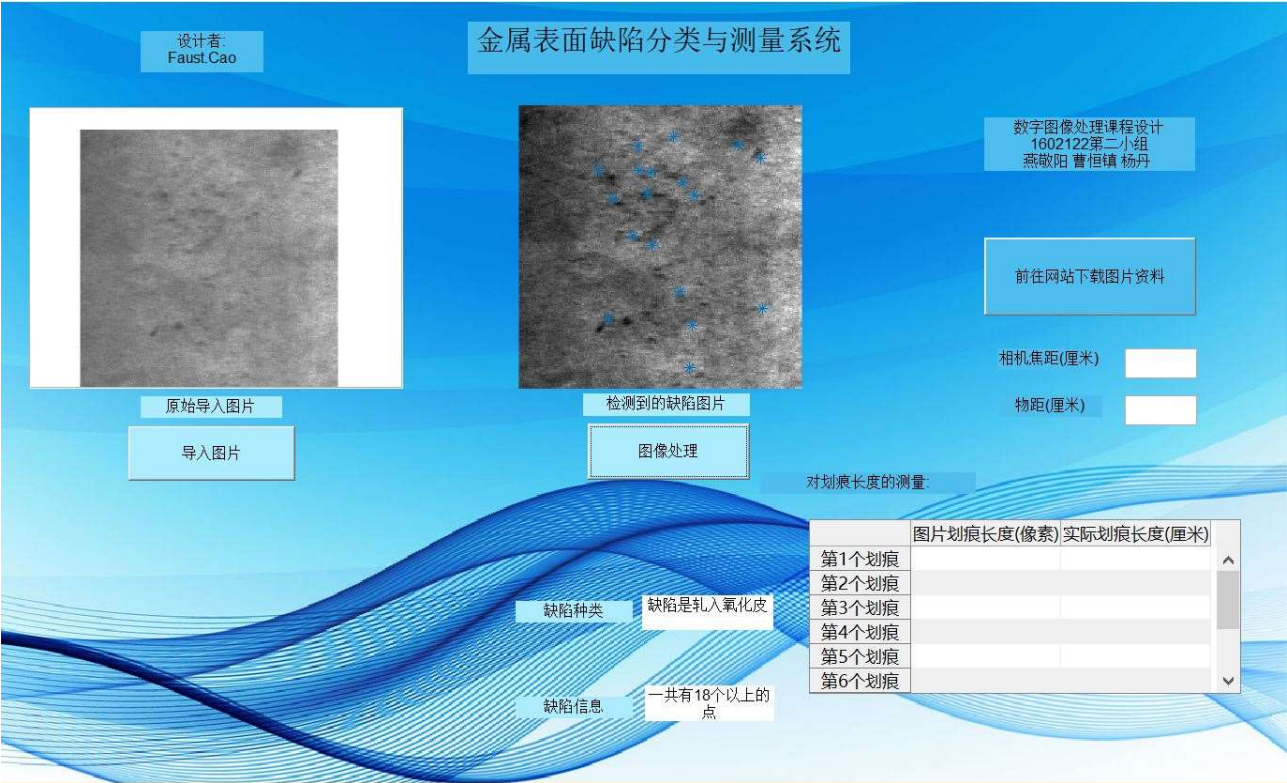 设计者:
Faust.Cao
金属表面缺陷分类与测量系统
数字图像处理课程设计
1602122第二小组
燕敬阳 曹恒镇 杨丹
前往网站下载图片资料
相机焦距(厘米)
物距(厘米)
原始导入图片
检测到的缺陷图片
导入图片
图像处理
对划痕长度的测量:
图片划痕长度(像素) 实际划痕长度(厘米)
第1个划痕
第2个划痕
第3个划痕
第4个划痕
第5个划痕
第6个划痕
缺陷种类
缺陷是轧入氧化皮
缺陷信息
一共有18个以上的
点